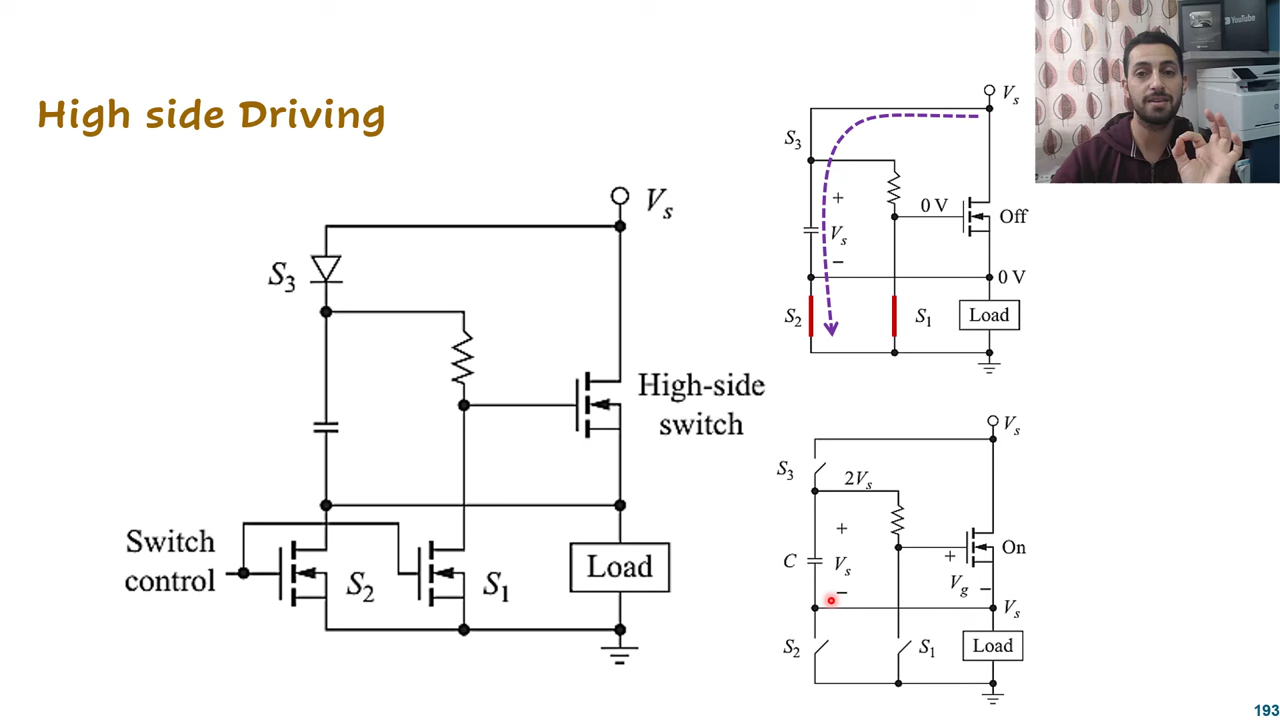 High side Driving
Vs
S3
High-side
switch
Switch
control
S2
S1
Load
Vs
S3
+
Vs
−
0 V
Off
0 V
S2
S1
Load
Vs
S3
2Vs
+
C
Vs
−
+
On
Vg
−
Vs
S2
S1
Load
YouTube
193